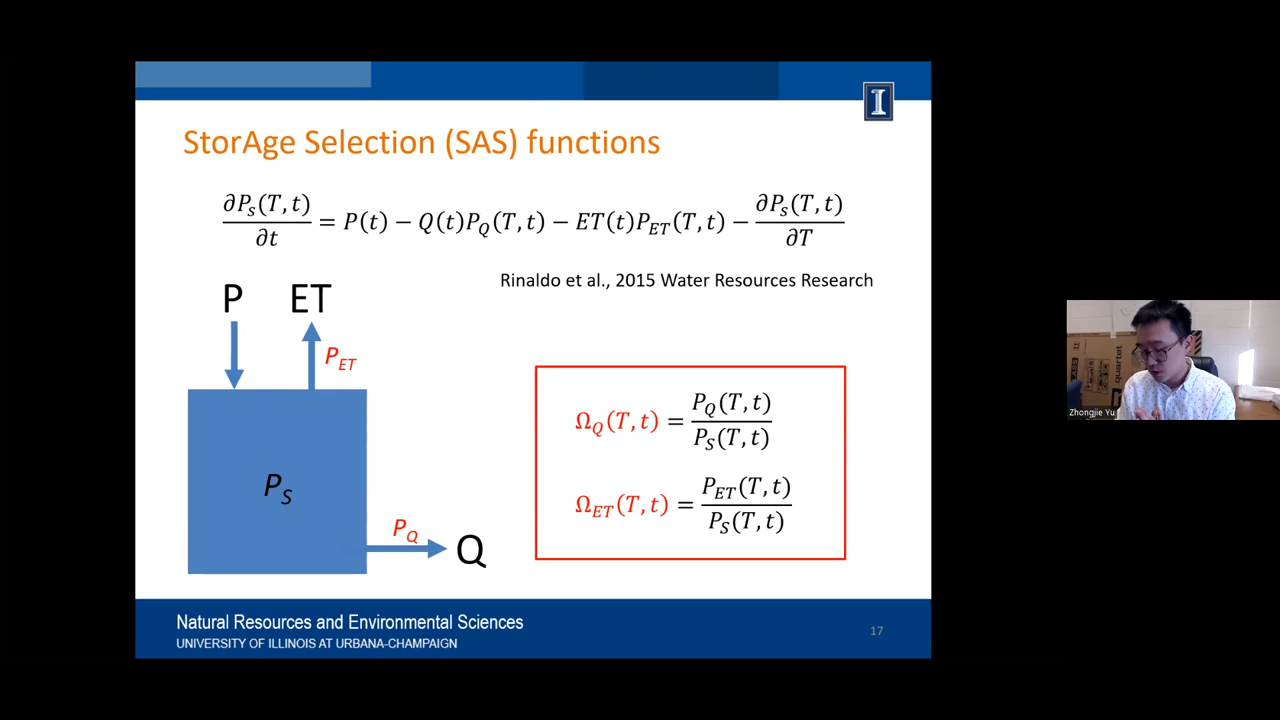 I
StorAge Selection (SAS) functions
∂P_S(T, t)/∂t = P(t) − Q(t)P_Q(T, t) − ET(t)P_ET(T, t) − ∂P_S(T, t)/∂T
Rinaldo et al., 2015 Water Resources Research
P ET
P_ET
P_S
P_Q
Q
Ω_Q(T, t) = P_Q(T, t)/P_S(T, t)
Ω_ET(T, t) = P_ET(T, t)/P_S(T, t)
quartet
Zhongjie Yu
Natural Resources and Environmental Sciences
UNIVERSITY OF ILLINOIS AT URBANA-CHAMPAIGN
17